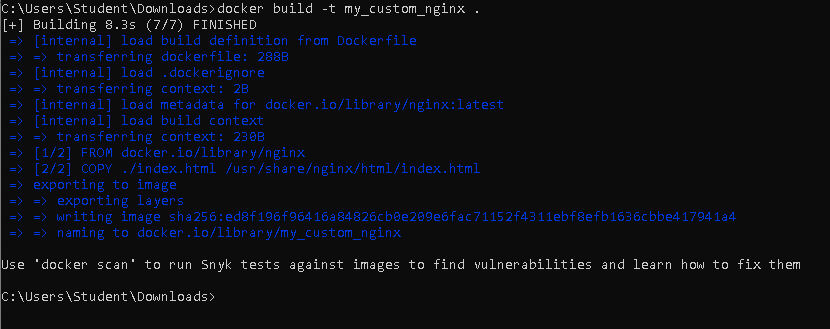 C:\Users\Student\Downloads>docker build -t my_custom_nginx .
[+] Building 8.3s (7/7) FINISHED
=> [internal] load build definition from Dockerfile
=> => transferring dockerfile: 288B
=> [internal] load .dockerignore
=> => transferring context: 2B
=> [internal] load metadata for docker.io/library/nginx:latest
=> [internal] load build context
=> => transferring context: 230B
=> [1/2] FROM docker.io/library/nginx
=> [2/2] COPY ./index.html /usr/share/nginx/html/index.html
=> exporting to image
=> => exporting layers
=> => writing image sha256:ed8f196f96416a84826cb0e209e6fac71152f4311ebf8efb1636cbbe417941a4
=> => naming to docker.io/library/my_custom_nginx
Use 'docker scan' to run Snyk tests against images to find vulnerabilities and learn how to fix them
C:\Users\Student\Downloads>